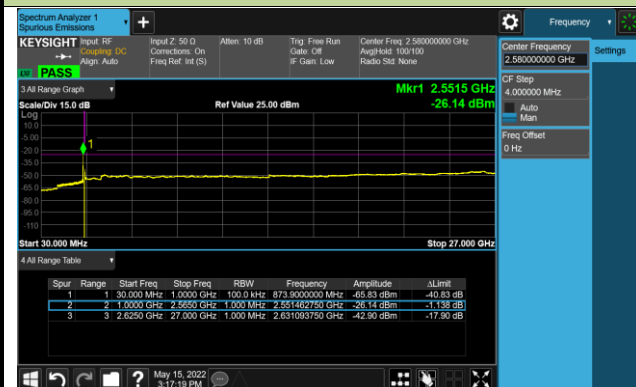 Spectrum Analyzer 1
Spurious Emissions
Frequency
KEYSIGHT Input: RF Input Z: 50 Ω Atten: 10 dB Trig: Free Run Center Freq: 2.580000000 GHz
Coupling: DC Corrections: On Gate: Off Avg|Hold: 100/100
Align: Auto Freq Ref: Int (S) IF Gain: Low Radio Std: None
PASS
Center Frequency
2.580000000 GHz
Settings
CF Step
4.000000 MHz
Auto
Man
Freq Offset
0 Hz
3 All Range Graph
Mkr1 2.5515 GHz
Scale/Div 15.0 dB Ref Value 25.00 dBm -26.14 dBm
Log
10.0
-5.00
-20.0
-35.0
-50.0
-65.0
-80.0
-95.0
-110
1
Start 30.000 MHz Stop 27.000 GHz
4 All Range Table
Spur Range Start Freq Stop Freq RBW Frequency Amplitude ΔLimit
1 1 30.000 MHz 1.0000 GHz 100.0 kHz 873.9000000 MHz -65.83 dBm -40.83 dB
2 2 1.0000 GHz 2.5650 GHz 1.000 MHz 2.551462750 GHz -26.14 dBm -1.138 dB
3 3 2.6250 GHz 27.000 GHz 1.000 MHz 2.631093750 GHz -42.90 dBm -17.90 dB
?
May 15, 2022
3:17:19 PM